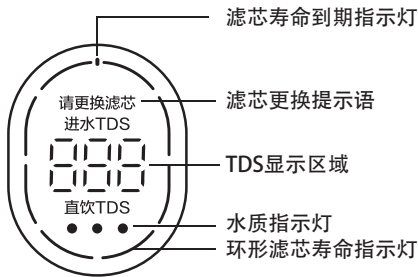 滤芯寿命到期指示灯
请更换滤芯
滤芯更换提示语
进水TDS
888
TDS显示区域
直饮TDS
水质指示灯
环形滤芯寿命指示灯